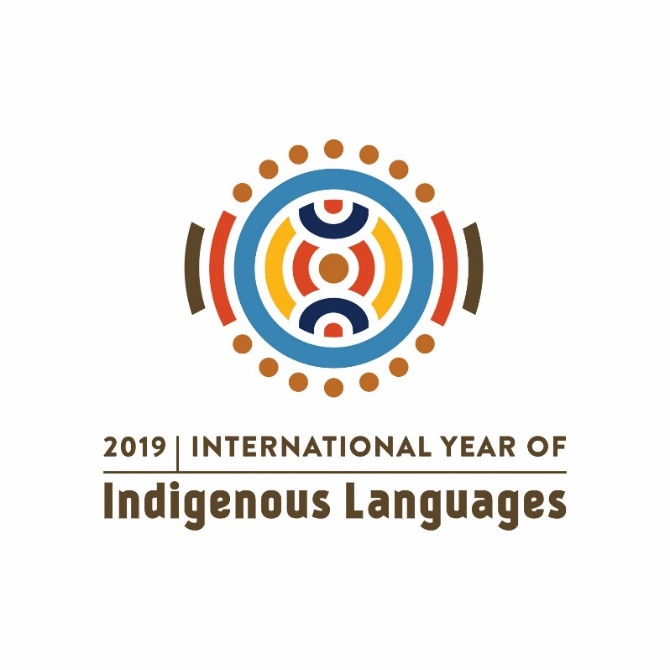 2019 | INTERNATIONAL YEAR OF
Indigenous Languages